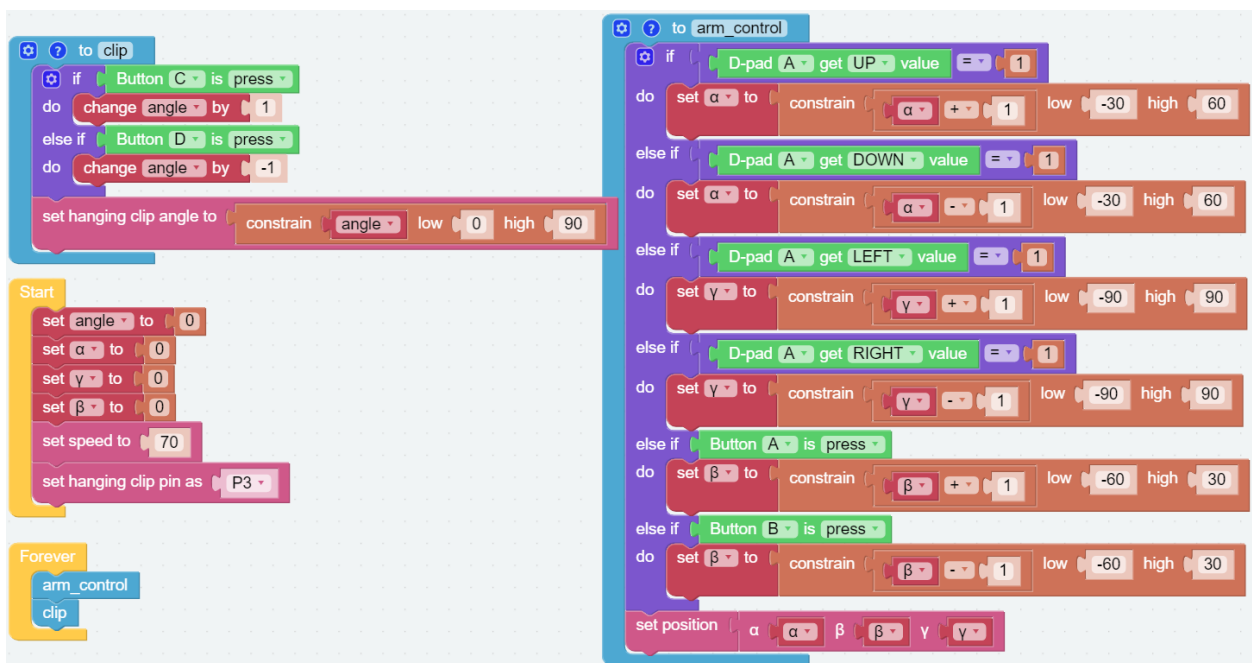 to clip
if Button C is press
do change angle by 1
else if Button D is press
do change angle by -1
set hanging clip angle to constrain angle low 0 high 90
Start
set angle to 0
set α to 0
set γ to 0
set β to 0
set speed to 70
set hanging clip pin as P3
Forever
arm_control
clip
? to arm_control
if D-pad A get UP value = 1
do set α to constrain α + 1 low -30 high 60
else if D-pad A get DOWN value = 1
do set α to constrain α - 1 low -30 high 60
else if D-pad A get LEFT value = 1
do set γ to constrain γ + 1 low -90 high 90
else if D-pad A get RIGHT value = 1
do set γ to constrain γ - 1 low -90 high 90
else if Button A is press
do set β to constrain β + 1 low -60 high 30
else if Button B is press
do set β to constrain β - 1 low -60 high 30
set position α α β β γ γ